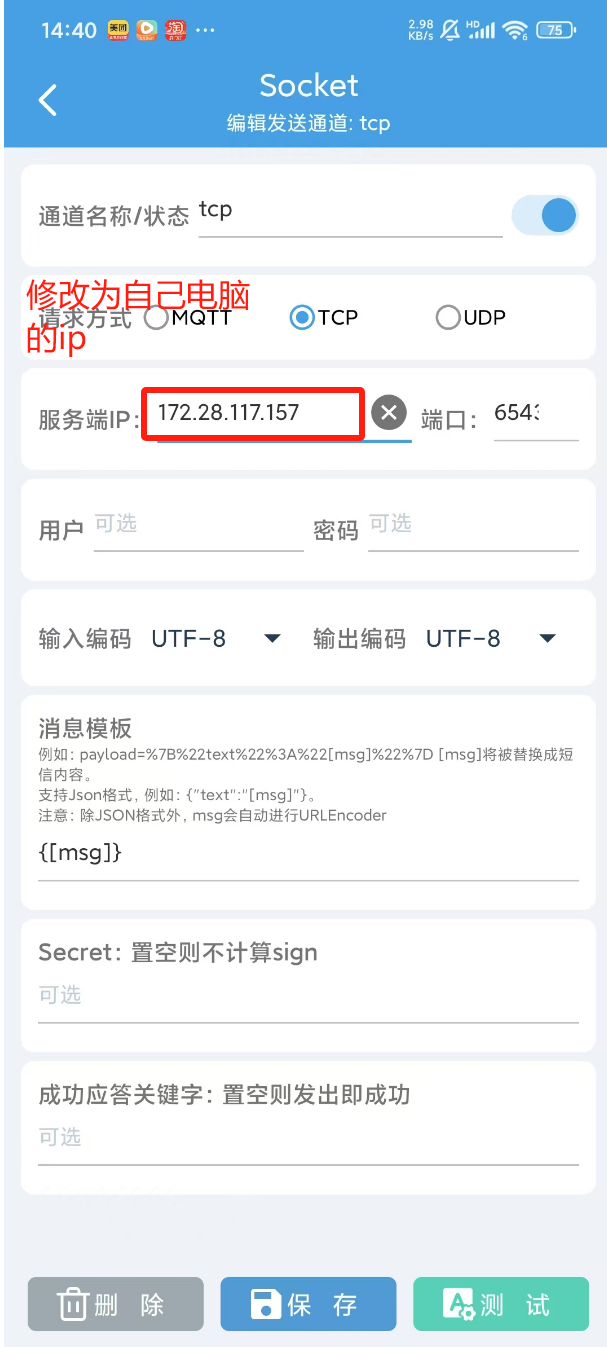 14:40
2.98 KB/s
HD
6
75
Socket
编辑发送通道: tcp
通道名称/状态 tcp
修改为自己电脑
的ip
请求方式 MQTT TCP UDP
服务端IP: 172.28.117.157 端口: 6543
用户 可选 密码 可选
输入编码 UTF-8 输出编码 UTF-8
消息模板
例如: payload=%7B%22text%22%3A%22[msg]%22%7D [msg]将被替换成短
信内容。
支持Json格式, 例如: {"text":"[msg]"}。
注意: 除JSON格式外, msg会自动进行URLEncoder
{[msg]}
Secret: 置空则不计算sign
可选
成功应答关键字: 置空则发出即成功
可选
删 除 保 存 测 试